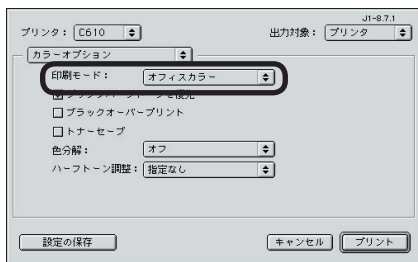 J1-8.7.1
プリンタ： C610 出力対象： プリンタ
カラーオプション
印刷モード： オフィスカラー
ブラックオーバープリント
トナーセーブ
色分解： オフ
ハーフトーン調整： 指定なし
設定の保存 キャンセル プリント